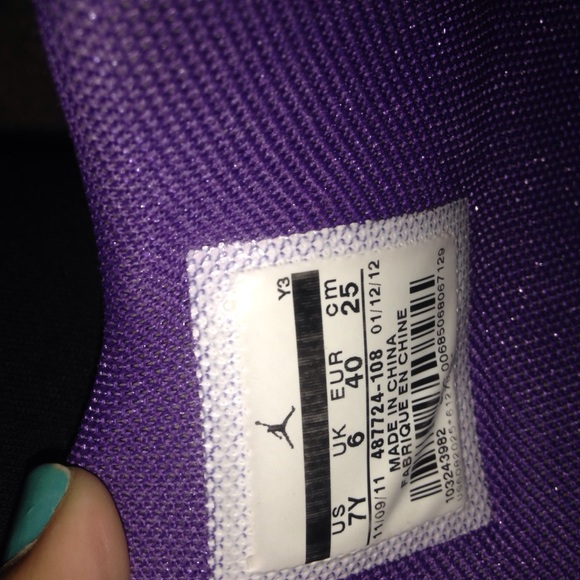 Y3
US UK EUR cm
7Y 6 40 25
11/09/11 487724-108 01/12/12
MADE IN CHINA
FABRIQUE EN CHINE
103243982